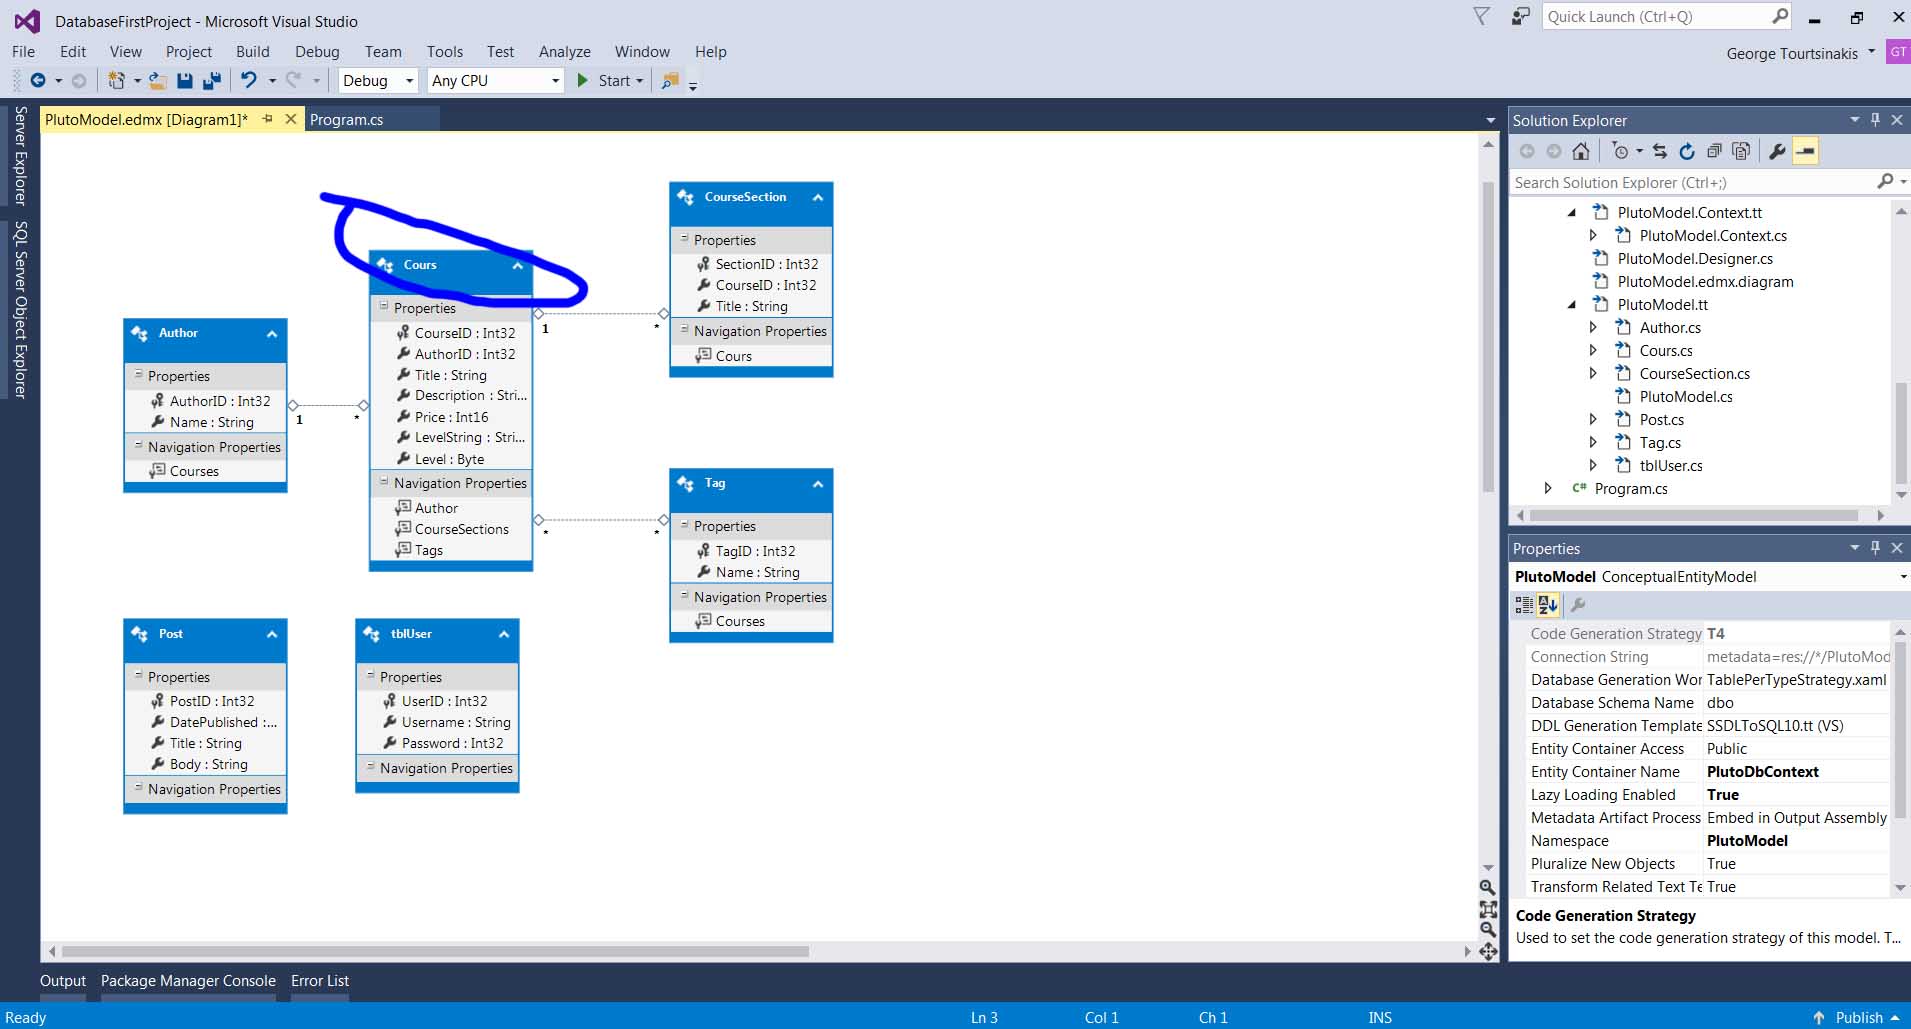 DatabaseFirstProject - Microsoft Visual Studio
Quick Launch (Ctrl+Q)
File Edit View Project Build Debug Team Tools Test Analyze Window Help
George Tourtsinakis GT
Debug Any CPU Start
Server Explorer
SQL Server Object Explorer
PlutoModel.edmx [Diagram1]* Program.cs
Cours
Properties
CourseID : Int32
AuthorID : Int32
Title : String
Description : Stri...
Price : Int16
LevelString : Stri...
Level : Byte
Navigation Properties
Author
CourseSections
Tags
CourseSection
Properties
SectionID : Int32
CourseID : Int32
Title : String
Navigation Properties
Cours
1 *
Author
Properties
AuthorID : Int32
Name : String
Navigation Properties
Courses
1 *
Tag
Properties
TagID : Int32
Name : String
Navigation Properties
Courses
* *
Post
Properties
PostID : Int32
DatePublished :...
Title : String
Body : String
Navigation Properties
tblUser
Properties
UserID : Int32
Username : String
Password : Int32
Navigation Properties
Solution Explorer
Search Solution Explorer (Ctrl+;)
PlutoModel.Context.tt
PlutoModel.Context.cs
PlutoModel.Designer.cs
PlutoModel.edmx.diagram
PlutoModel.tt
Author.cs
Cours.cs
CourseSection.cs
PlutoModel.cs
Post.cs
Tag.cs
tblUser.cs
C# Program.cs
Properties
PlutoModel ConceptualEntityModel
Code Generation Strategy T4
Connection String metadata=res://*/PlutoMod
Database Generation Wor TablePerTypeStrategy.xaml
Database Schema Name dbo
DDL Generation Template SSDLToSQL10.tt (VS)
Entity Container Access Public
Entity Container Name PlutoDbContext
Lazy Loading Enabled True
Metadata Artifact Process Embed in Output Assembly
Namespace PlutoModel
Pluralize New Objects True
Transform Related Text Te True
Code Generation Strategy
Used to set the code generation strategy of this model. T...
Output Package Manager Console Error List
Ready Ln 3 Col 1 Ch 1 INS Publish